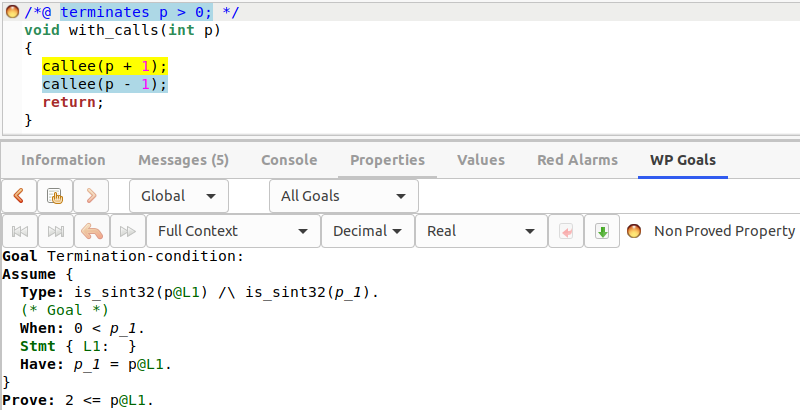 /*@ terminates p > 0; */
void with_calls(int p)
{
  callee(p + 1);
  callee(p - 1);
  return;
}
Information Messages (5) Console Properties Values Red Alarms WP Goals
Global All Goals
Full Context Decimal Real Non Proved Property
Goal Termination-condition:
Assume {
  Type: is_sint32(p@L1) /\ is_sint32(p_1).
  (* Goal *)
  When: 0 < p_1.
  Stmt { L1:  }
  Have: p_1 = p@L1.
}
Prove: 2 <= p@L1.